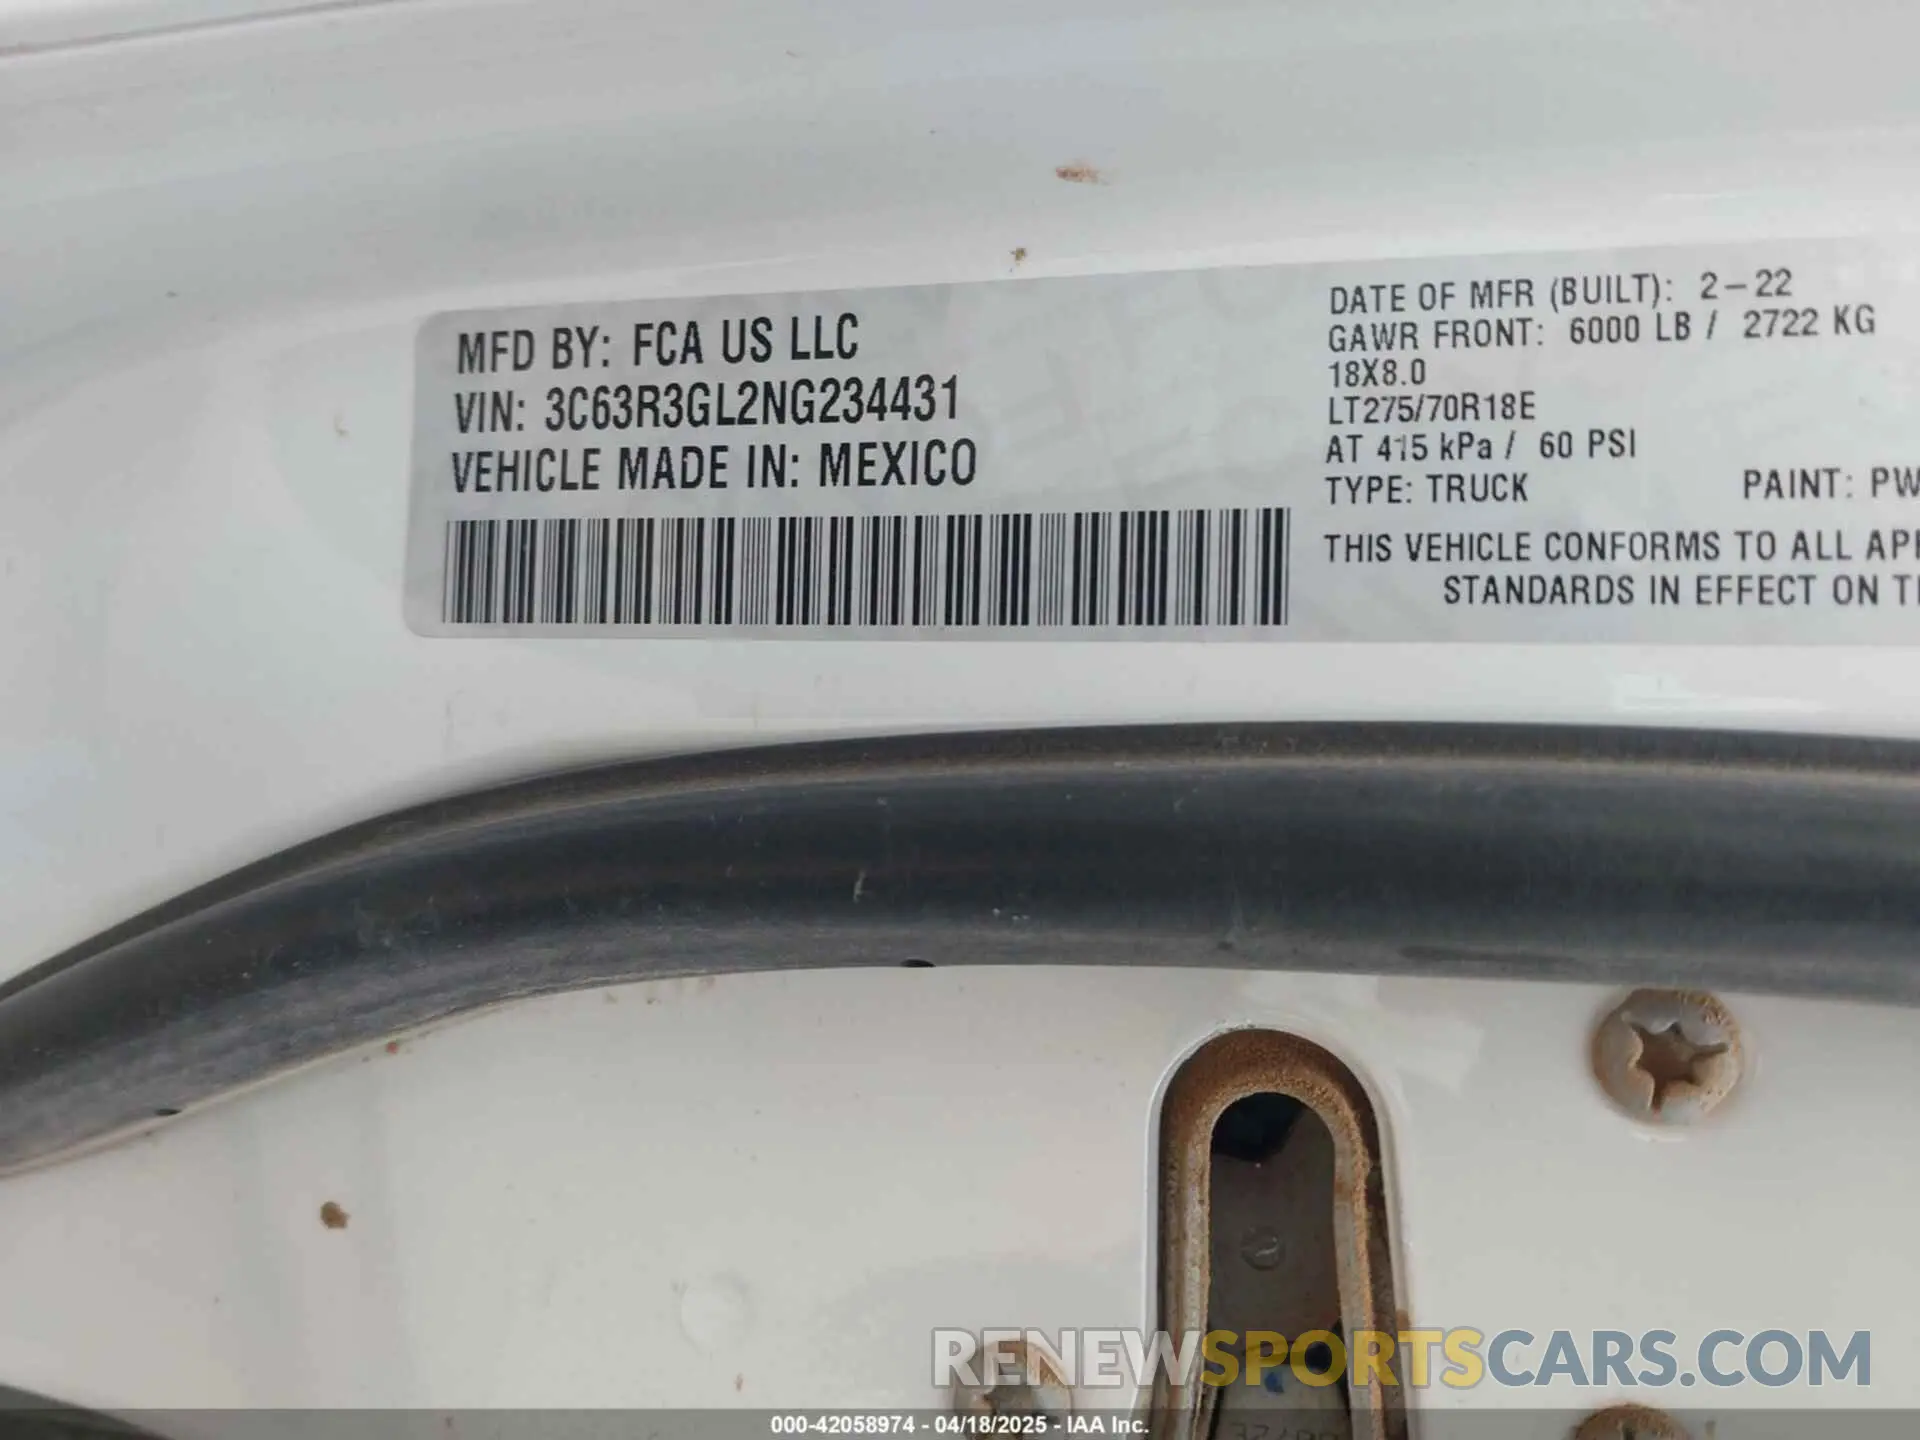 MFD BY: FCA US LLC
VIN: 3C63R3GL2NG234431
VEHICLE MADE IN: MEXICO
DATE OF MFR (BUILT): 2-22
GAWR FRONT: 6000 LB / 2722 KG
18X8.0
LT275/70R18E
AT 415 kPa / 60 PSI
TYPE: TRUCK PAINT: PW
THIS VEHICLE CONFORMS TO ALL
STANDARDS IN EFFECT ON
RENEWSPORTSCARS.COM
000-42058974 - 04/18/2025 - IAA Inc.